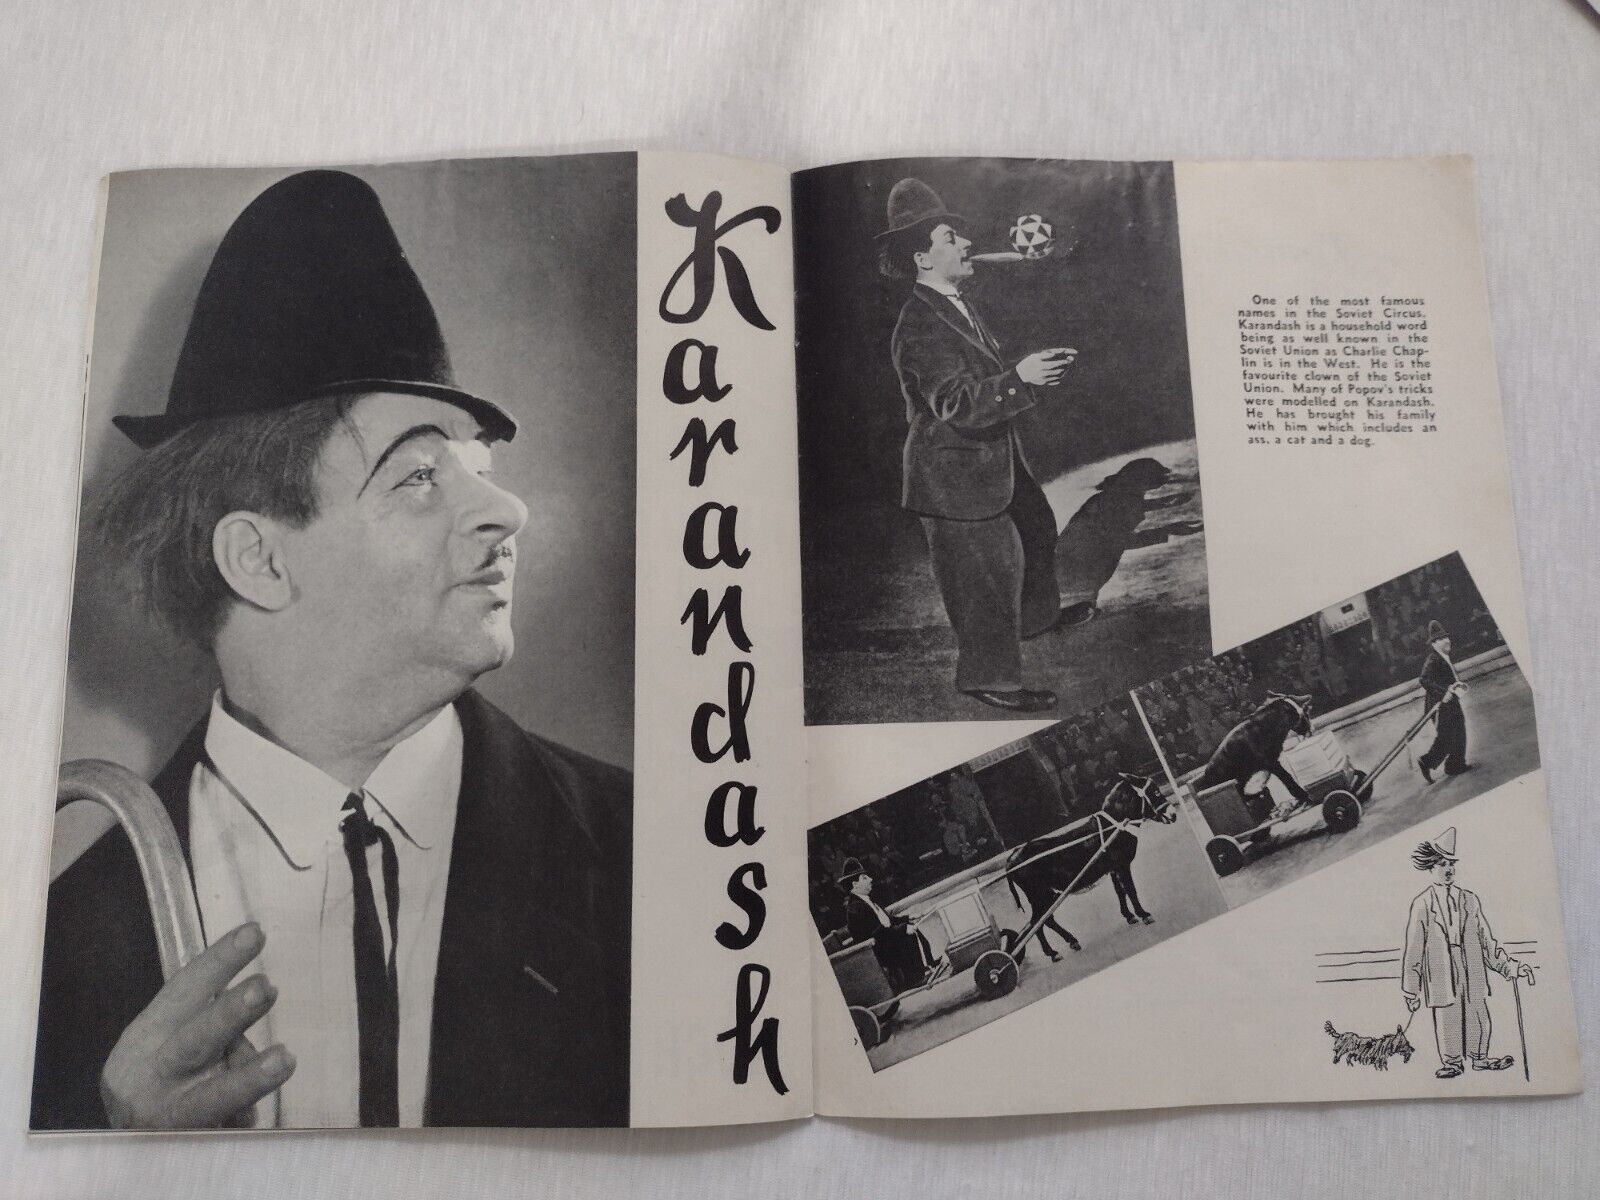 Karandash
One of the most famous
names in the Soviet Circus.
Karandash is a household word
being as well known in the
Soviet Union as Charlie Chap-
lin is in the West. He is the
favourite clown of the Soviet
Union. Many of Popov's tricks
were modelled on Karandash.
He has brought his family
with him which includes an
ass, a cat and a dog.